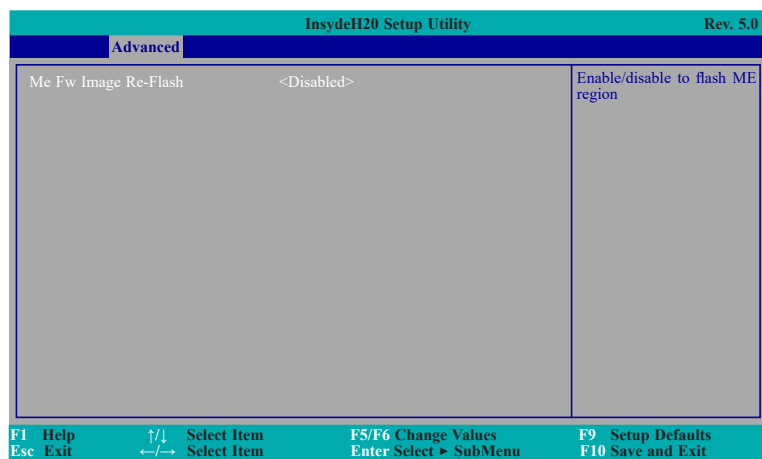 InsydeH20 Setup Utility Rev. 5.0
Advanced
Me Fw Image Re-Flash <Disabled>
Enable/disable to flash ME
region
F1 Help ↑/↓ Select Item F5/F6 Change Values F9 Setup Defaults
Esc Exit ←/→ Select Item Enter Select ► SubMenu F10 Save and Exit